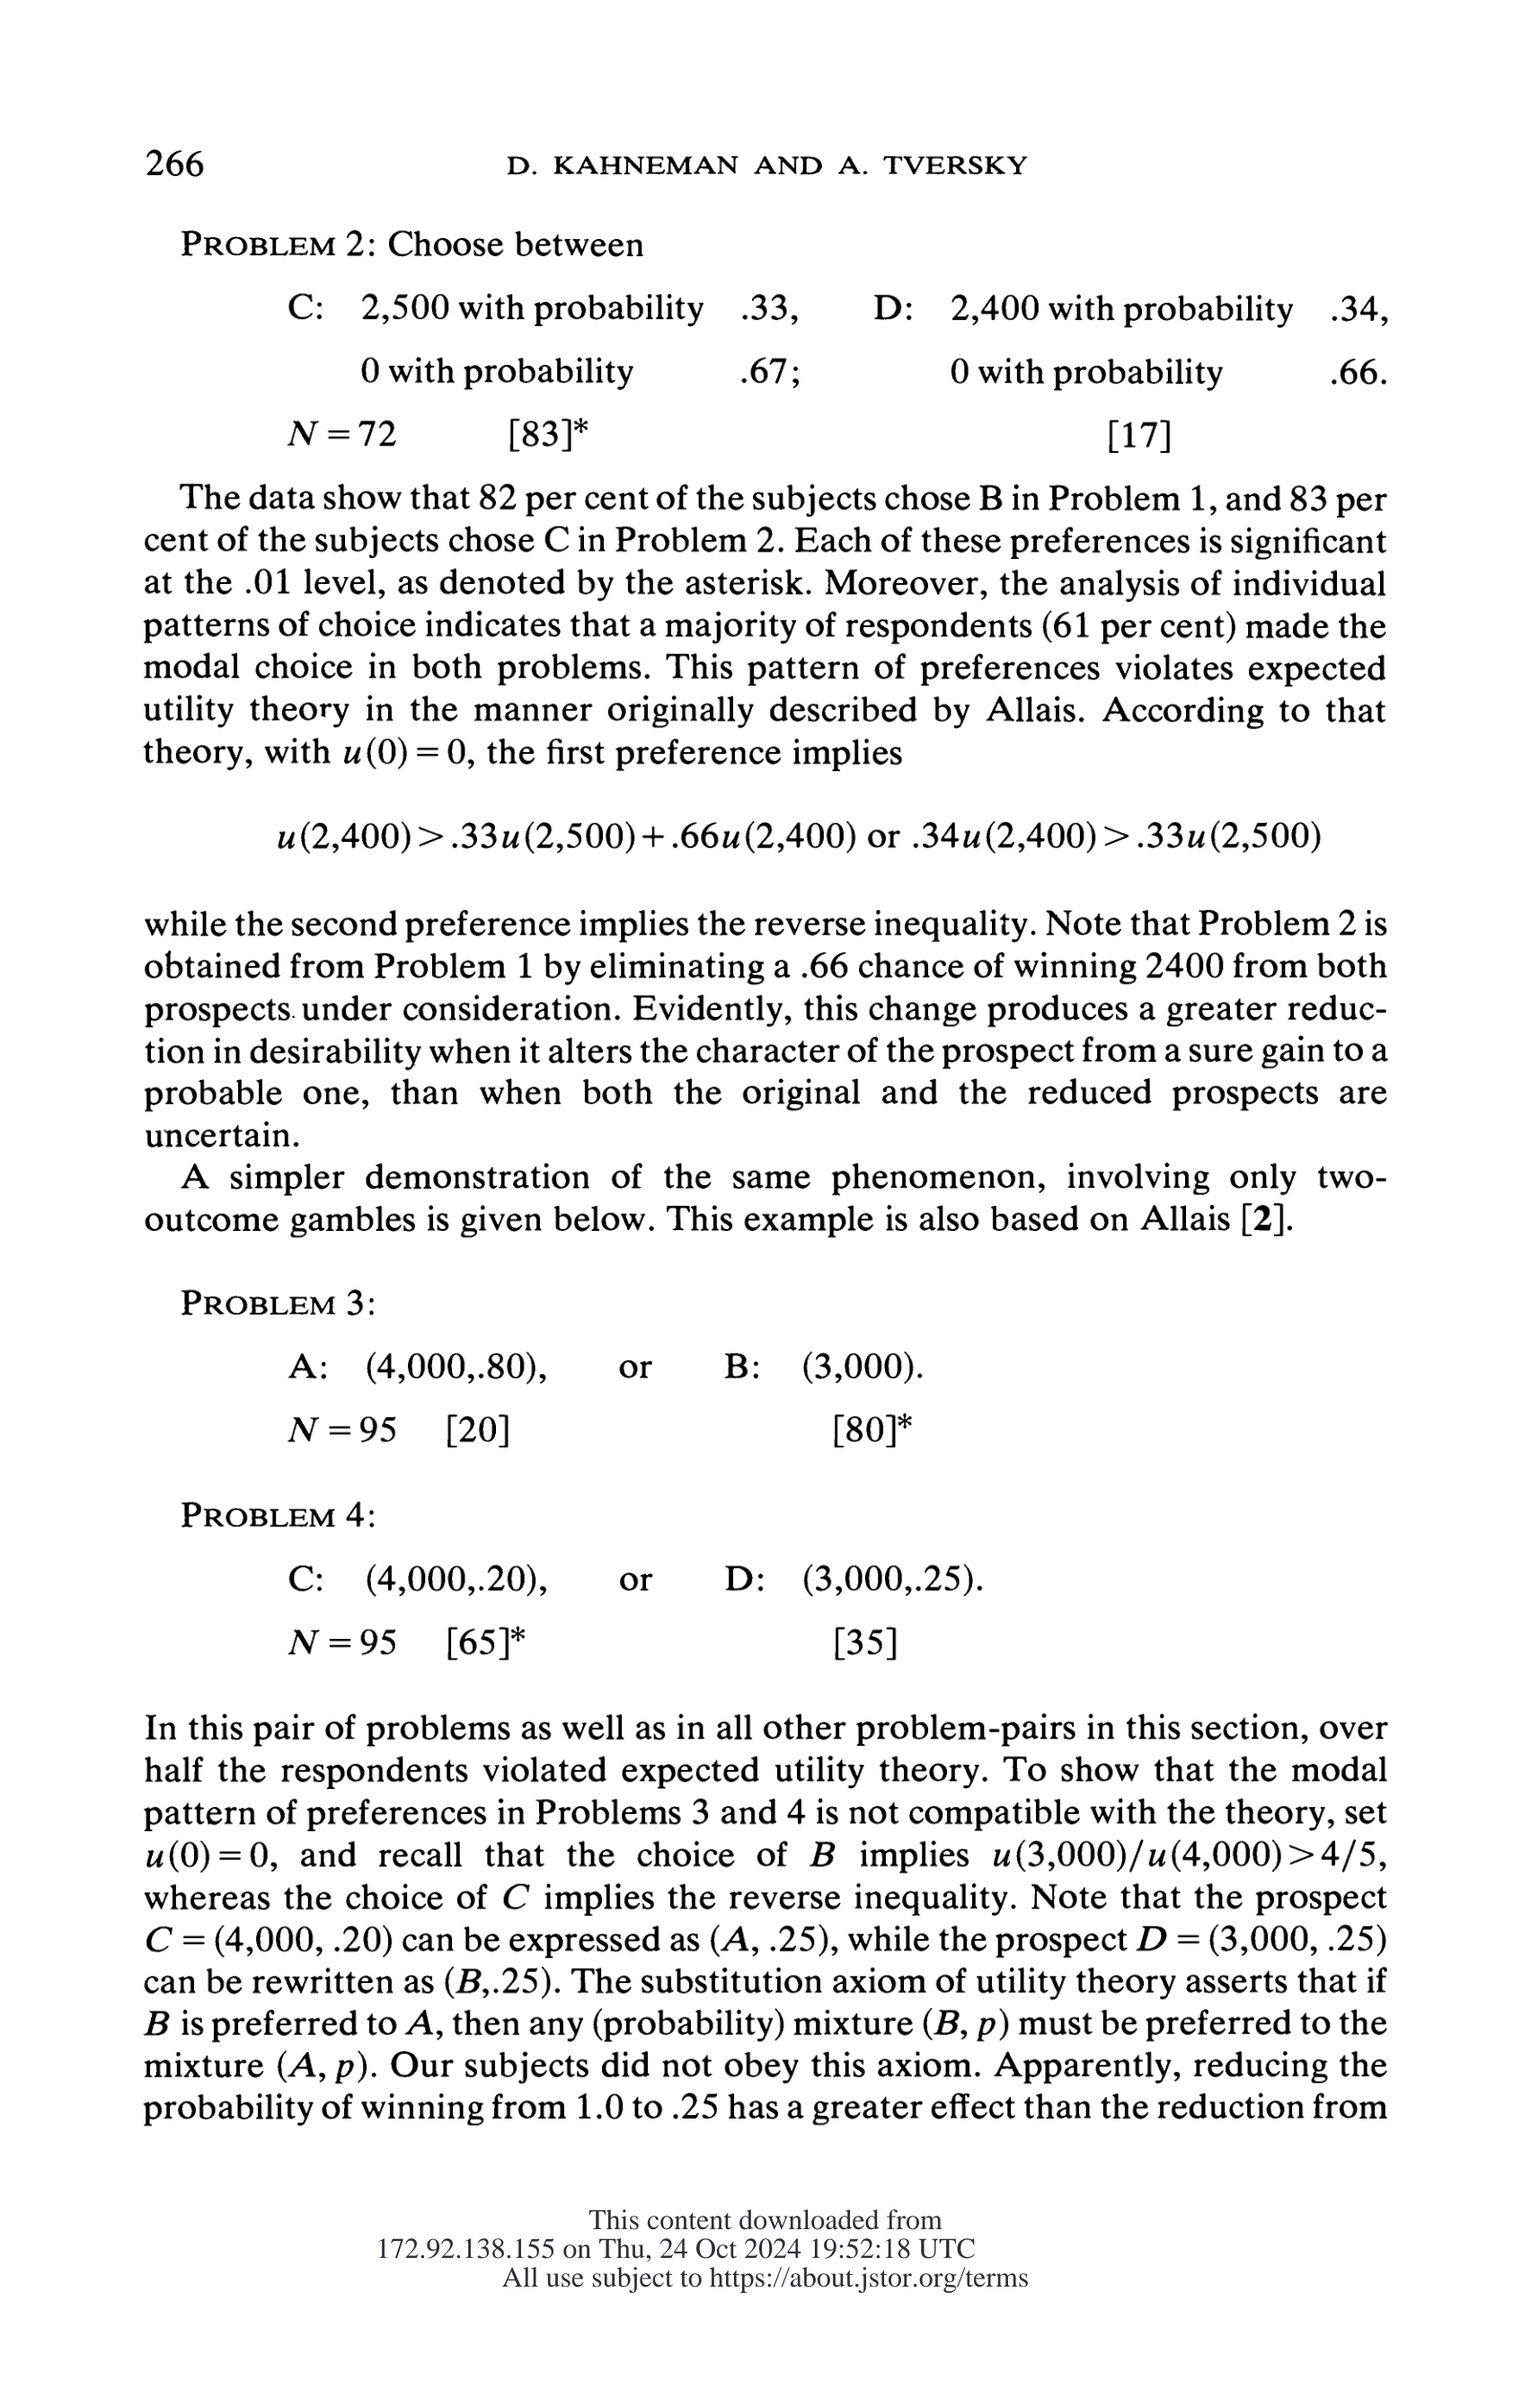 266 D. KAHNEMAN AND A. TVERSKY
PROBLEM 2: Choose between
C: 2,500 with probability .33, D: 2,400 with probability .34,
0 with probability .67; 0 with probability .66.
N = 72 [83]* [17]
The data show that 82 per cent of the subjects chose B in Problem 1, and 83 per
cent of the subjects chose C in Problem 2. Each of these preferences is significant
at the .01 level, as denoted by the asterisk. Moreover, the analysis of individual
patterns of choice indicates that a majority of respondents (61 per cent) made the
modal choice in both problems. This pattern of preferences violates expected
utility theory in the manner originally described by Allais. According to that
theory, with u(0) = 0, the first preference implies
u(2,400) > .33u(2,500) + .66u(2,400) or .34u(2,400) > .33u(2,500)
while the second preference implies the reverse inequality. Note that Problem 2 is
obtained from Problem 1 by eliminating a .66 chance of winning 2400 from both
prospects under consideration. Evidently, this change produces a greater reduc-
tion in desirability when it alters the character of the prospect from a sure gain to a
probable one, than when both the original and the reduced prospects are
uncertain.
A simpler demonstration of the same phenomenon, involving only two-
outcome gambles is given below. This example is also based on Allais [2].
PROBLEM 3:
A: (4,000,.80), or B: (3,000).
N = 95 [20] [80]*
PROBLEM 4:
C: (4,000,.20), or D: (3,000,.25).
N = 95 [65]* [35]
In this pair of problems as well as in all other problem-pairs in this section, over
half the respondents violated expected utility theory. To show that the modal
pattern of preferences in Problems 3 and 4 is not compatible with the theory, set
u(0) = 0, and recall that the choice of B implies u(3,000)/u(4,000) > 4/5,
whereas the choice of C implies the reverse inequality. Note that the prospect
C = (4,000, .20) can be expressed as (A, .25), while the prospect D = (3,000, .25)
can be rewritten as (B,.25). The substitution axiom of utility theory asserts that if
B is preferred to A, then any (probability) mixture (B, p) must be preferred to the
mixture (A, p). Our subjects did not obey this axiom. Apparently, reducing the
probability of winning from 1.0 to .25 has a greater effect than the reduction from
This content downloaded from
172.92.138.155 on Thu, 24 Oct 2024 19:52:18 UTC
All use subject to https://about.jstor.org/terms